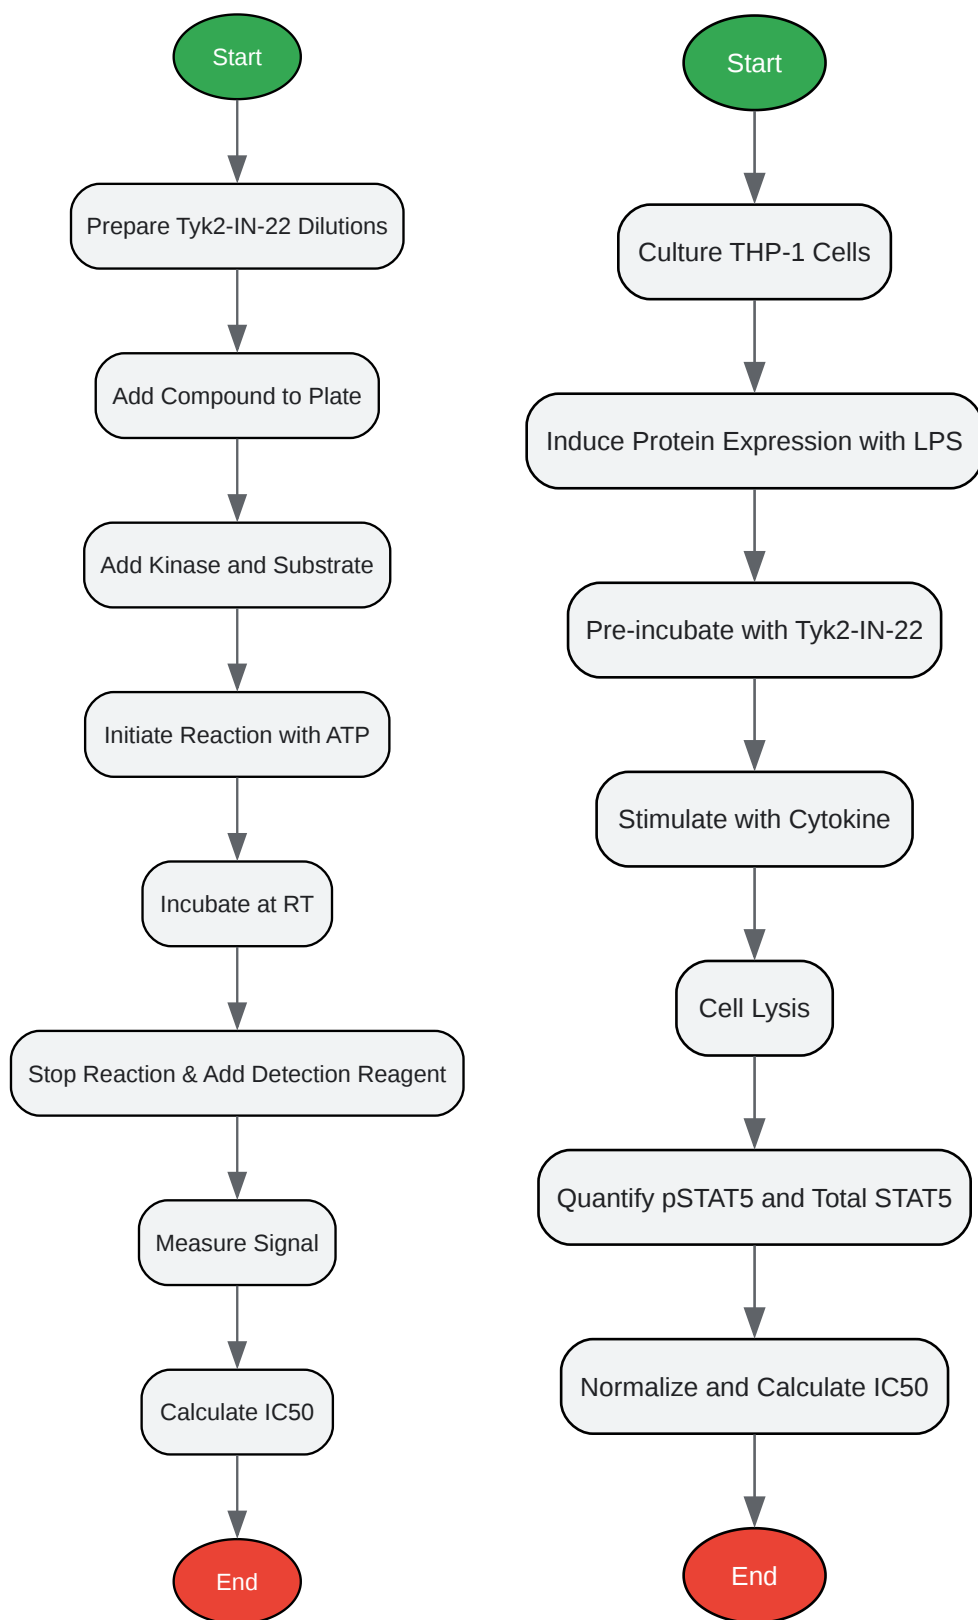 Start
Prepare Tyk2-IN-22 Dilutions
Add Compound to Plate
Add Kinase and Substrate
Initiate Reaction with ATP
Incubate at RT
Stop Reaction & Add Detection Reagent
Measure Signal
Calculate IC50
End
Start
Culture THP-1 Cells
Induce Protein Expression with LPS
Pre-incubate with Tyk2-IN-22
Stimulate with Cytokine
Cell Lysis
Quantify pSTAT5 and Total STAT5
Normalize and Calculate IC50
End